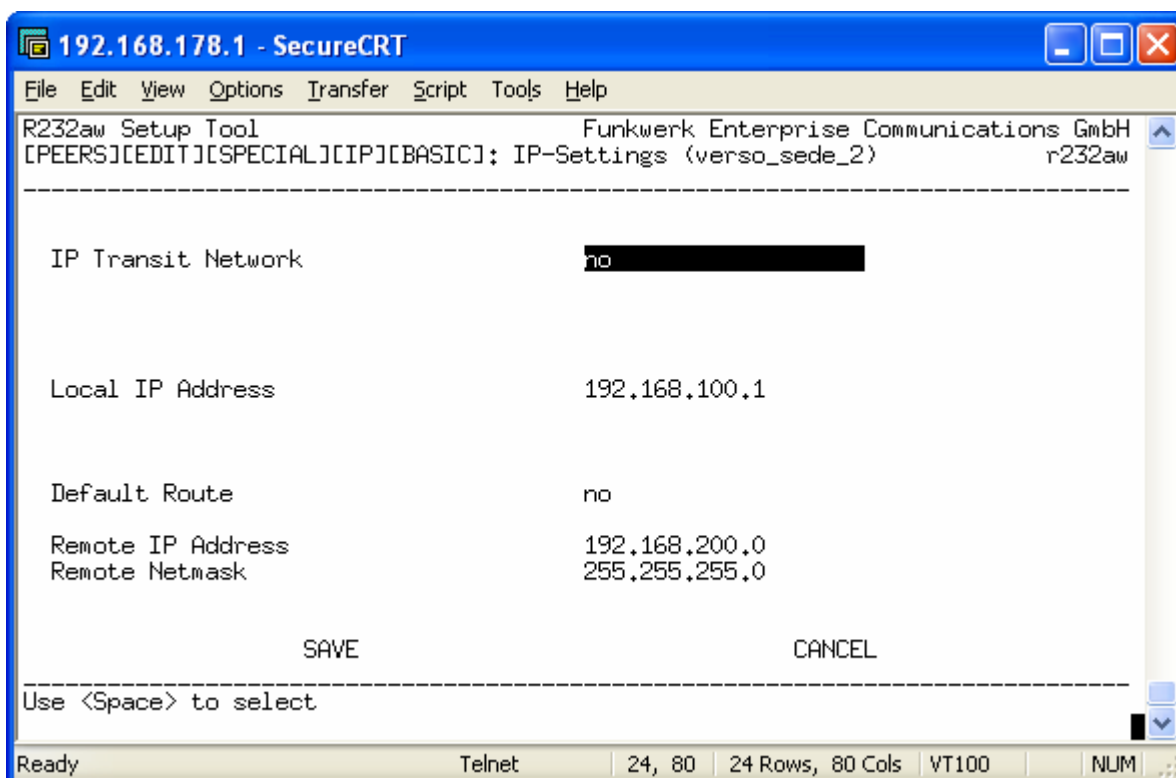 192.168.178.1 - SecureCRT
File Edit View Options Transfer Script Tools Help
R232aw Setup Tool Funkwerk Enterprise Communications GmbH
[PEERS][EDIT][SPECIAL][IP][BASIC]: IP-Settings (verso_sede_2) r232aw
IP Transit Network no
Local IP Address 192.168.100.1
Default Route no
Remote IP Address 192.168.200.0
Remote Netmask 255.255.255.0
SAVE CANCEL
Use <Space> to select
Ready Telnet 24, 80 24 Rows, 80 Cols VT100 NUM